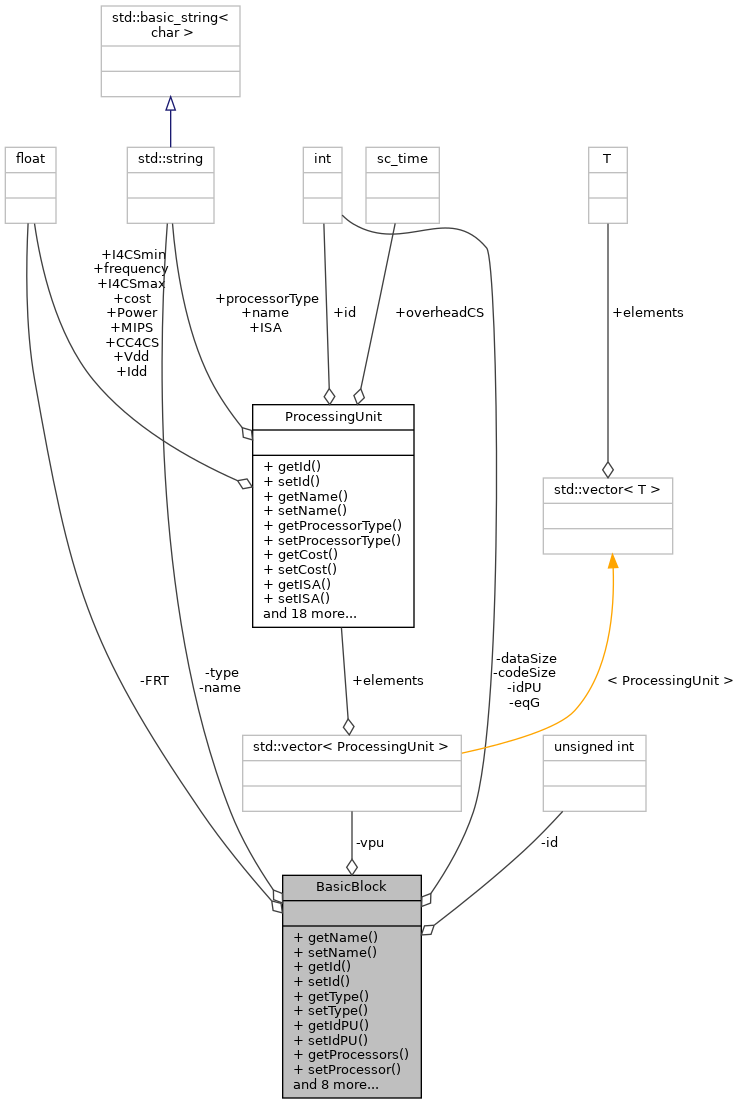 std::basic_string<
char >
float
std::string
int
sc_time
T
+I4CSmin
+frequency
+I4CSmax
+cost
+Power
+MIPS
+CC4CS
+Vdd
+Idd
+processorType
+name
+ISA
+id
+overheadCS
+elements
ProcessingUnit
+ getId()
+ setId()
+ getName()
+ setName()
+ getProcessorType()
+ setProcessorType()
+ getCost()
+ setCost()
+ getISA()
+ setISA()
and 18 more...
std::vector< T >
-FRT
-type
-name
+elements
-dataSize
-codeSize
-idPU
-eqG
< ProcessingUnit >
std::vector< ProcessingUnit >
unsigned int
-vpu
-id
BasicBlock
+ getName()
+ setName()
+ getId()
+ setId()
+ getType()
+ setType()
+ getIdPU()
+ setIdPU()
+ getProcessors()
+ setProcessor()
and 8 more...